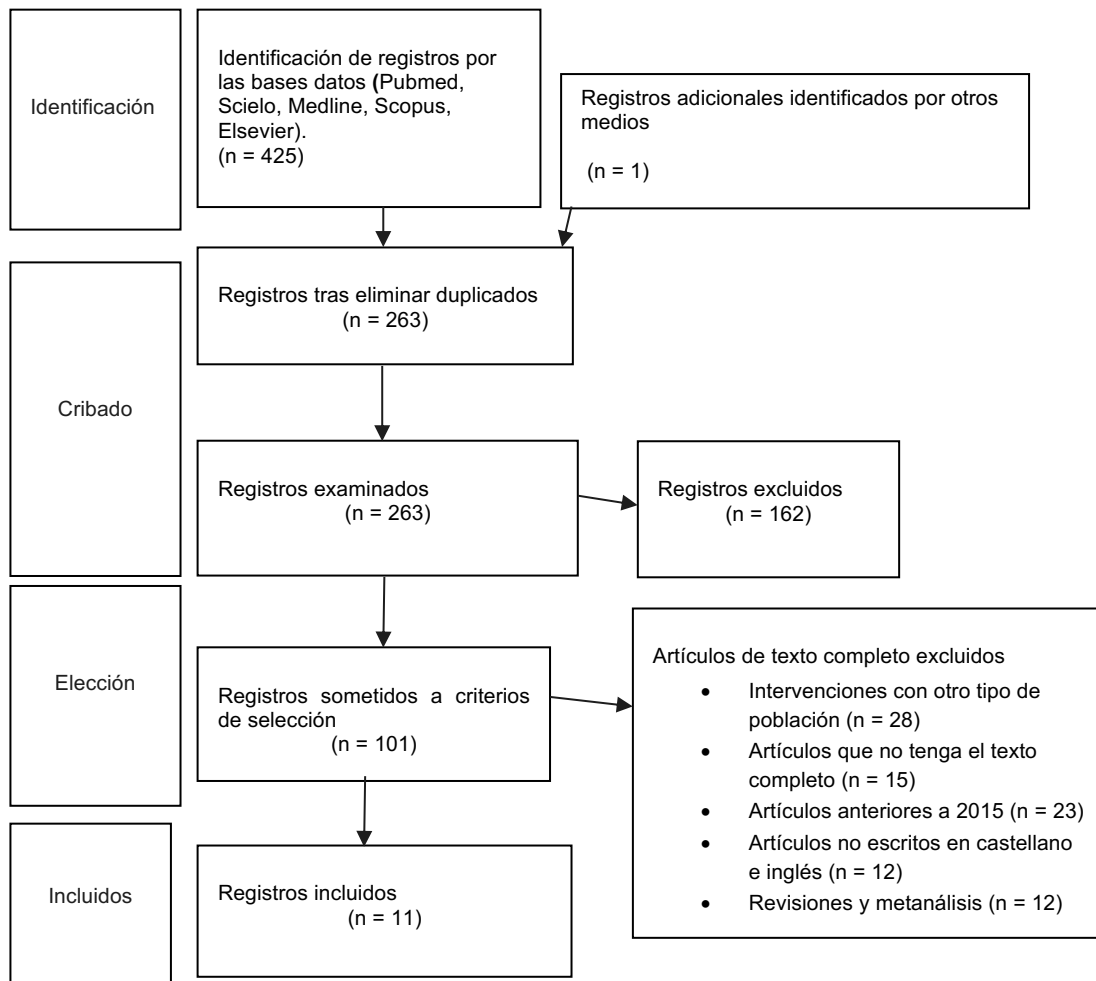 Identificación
Identificación de registros por
las bases datos (Pubmed,
Scielo, Medline, Scopus,
Elsevier).
(n = 425)
Registros adicionales identificados por otros
medios
(n = 1)
Cribado
Registros tras eliminar duplicados
(n = 263)
Registros examinados
(n = 263)
Registros excluidos
(n = 162)
Elección
Registros sometidos a criterios
de selección
(n = 101)
Artículos de texto completo excluidos
• Intervenciones con otro tipo de
población (n = 28)
• Artículos que no tenga el texto
completo (n = 15)
• Artículos anteriores a 2015 (n = 23)
• Artículos no escritos en castellano
e inglés (n = 12)
• Revisiones y metanálisis (n = 12)
Incluidos
Registros incluidos
(n = 11)